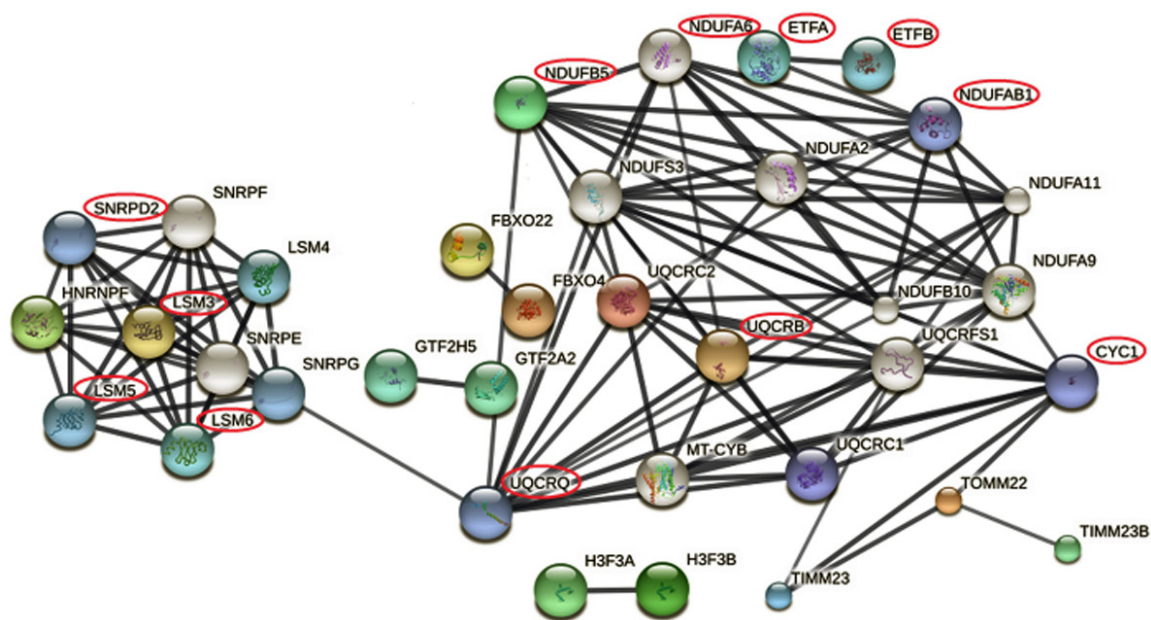 NDUFA6
ETFA
ETFB
NDUFB5
NDUFAB1
NDUFA2
NDUFS3
NDUFA11
SNRPF
SNRPD2
FBXO22
LSM4
NDUFA9
UQCRC2
FBXO4
HNRNPF
LSM3
NDUFB10
UQCRB
UQCRFS1
SNRPE
CYC1
GTF2H5
GTF2A2
SNRPG
LSM5
LSM6
MT-CYB
UQCRC1
UQCRQ
TOMM22
TIMM23B
H3F3A
H3F3B
TIMM23